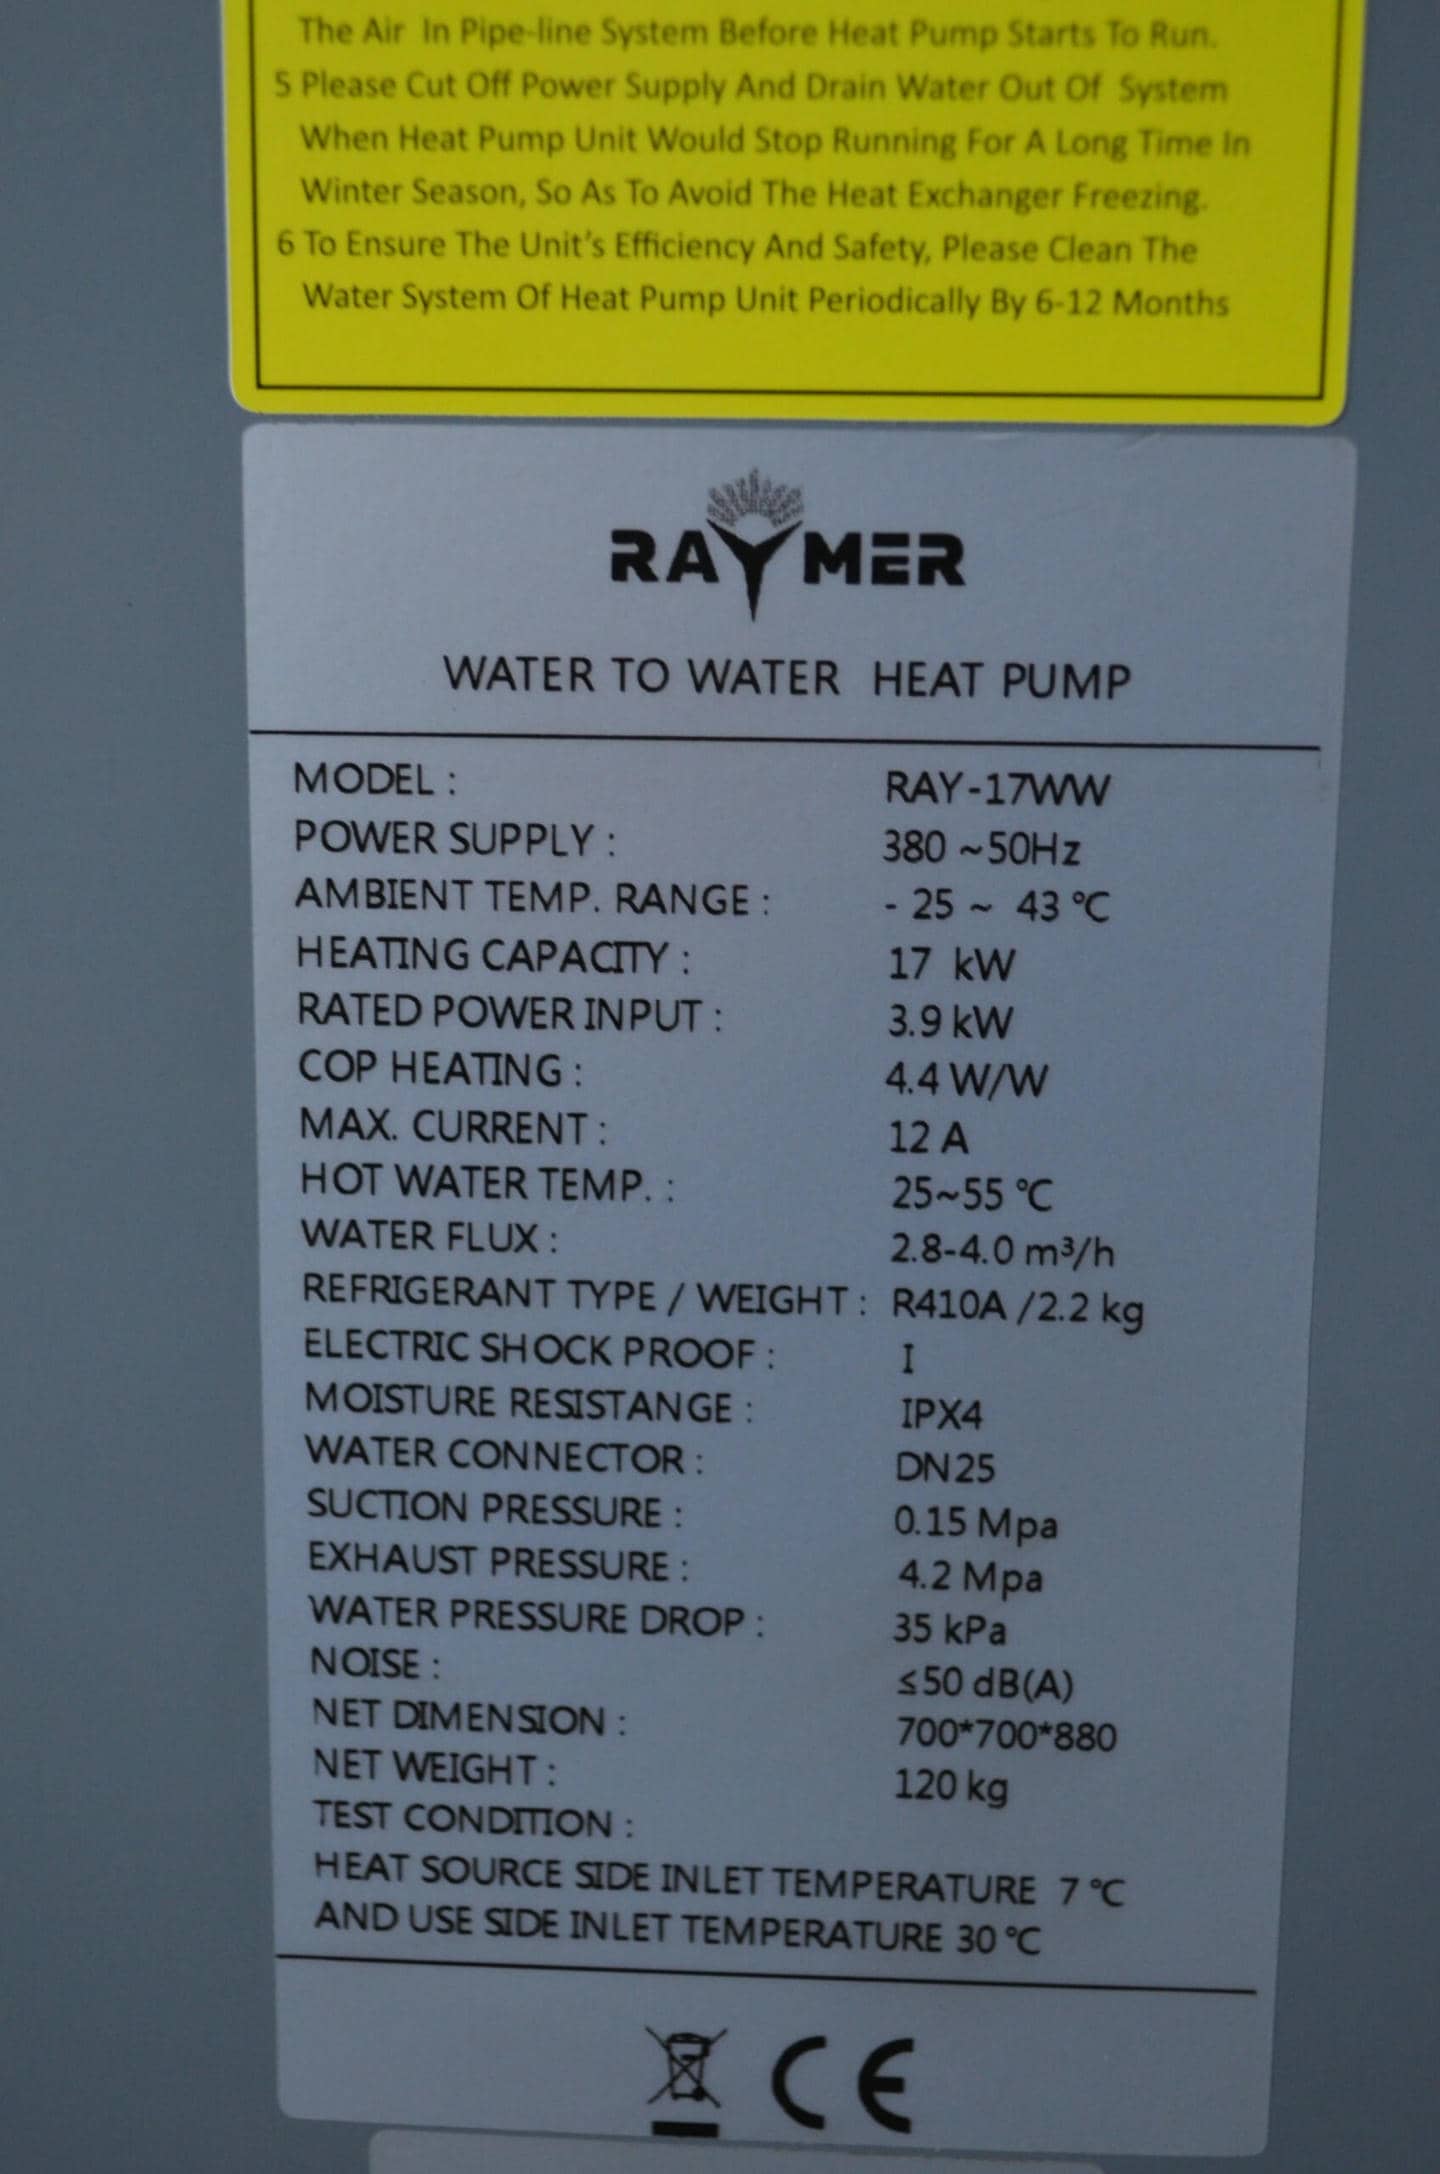 The Air In Pipe-line System Before Heat Pump Starts To Run.
5 Please Cut Off Power Supply And Drain Water Out Of System
When Heat Pump Unit Would Stop Running For A Long Time In
Winter Season, So As To Avoid The Heat Exchanger Freezing.
6 To Ensure The Unit's Efficiency And Safety, Please Clean The
Water System Of Heat Pump Unit Periodically By 6-12 Months
RAYMER
WATER TO WATER HEAT PUMP
MODEL : RAY-17WW
POWER SUPPLY : 380 ~50Hz
AMBIENT TEMP. RANGE : - 25 ~ 43 °C
HEATING CAPACITY : 17 kW
RATED POWER INPUT : 3.9 kW
COP HEATING : 4.4 W/W
MAX. CURRENT : 12 A
HOT WATER TEMP. : 25~55 °C
WATER FLUX : 2.8-4.0 m³/h
REFRIGERANT TYPE / WEIGHT : R410A /2.2 kg
ELECTRIC SHOCK PROOF : I
MOISTURE RESISTANGE : IPX4
WATER CONNECTOR : DN25
SUCTION PRESSURE : 0.15 Mpa
EXHAUST PRESSURE : 4.2 Mpa
WATER PRESSURE DROP : 35 kPa
NOISE : ≤50 dB(A)
NET DIMENSION : 700*700*880
NET WEIGHT : 120 kg
TEST CONDITION :
HEAT SOURCE SIDE INLET TEMPERATURE 7 °C
AND USE SIDE INLET TEMPERATURE 30 °C
CE